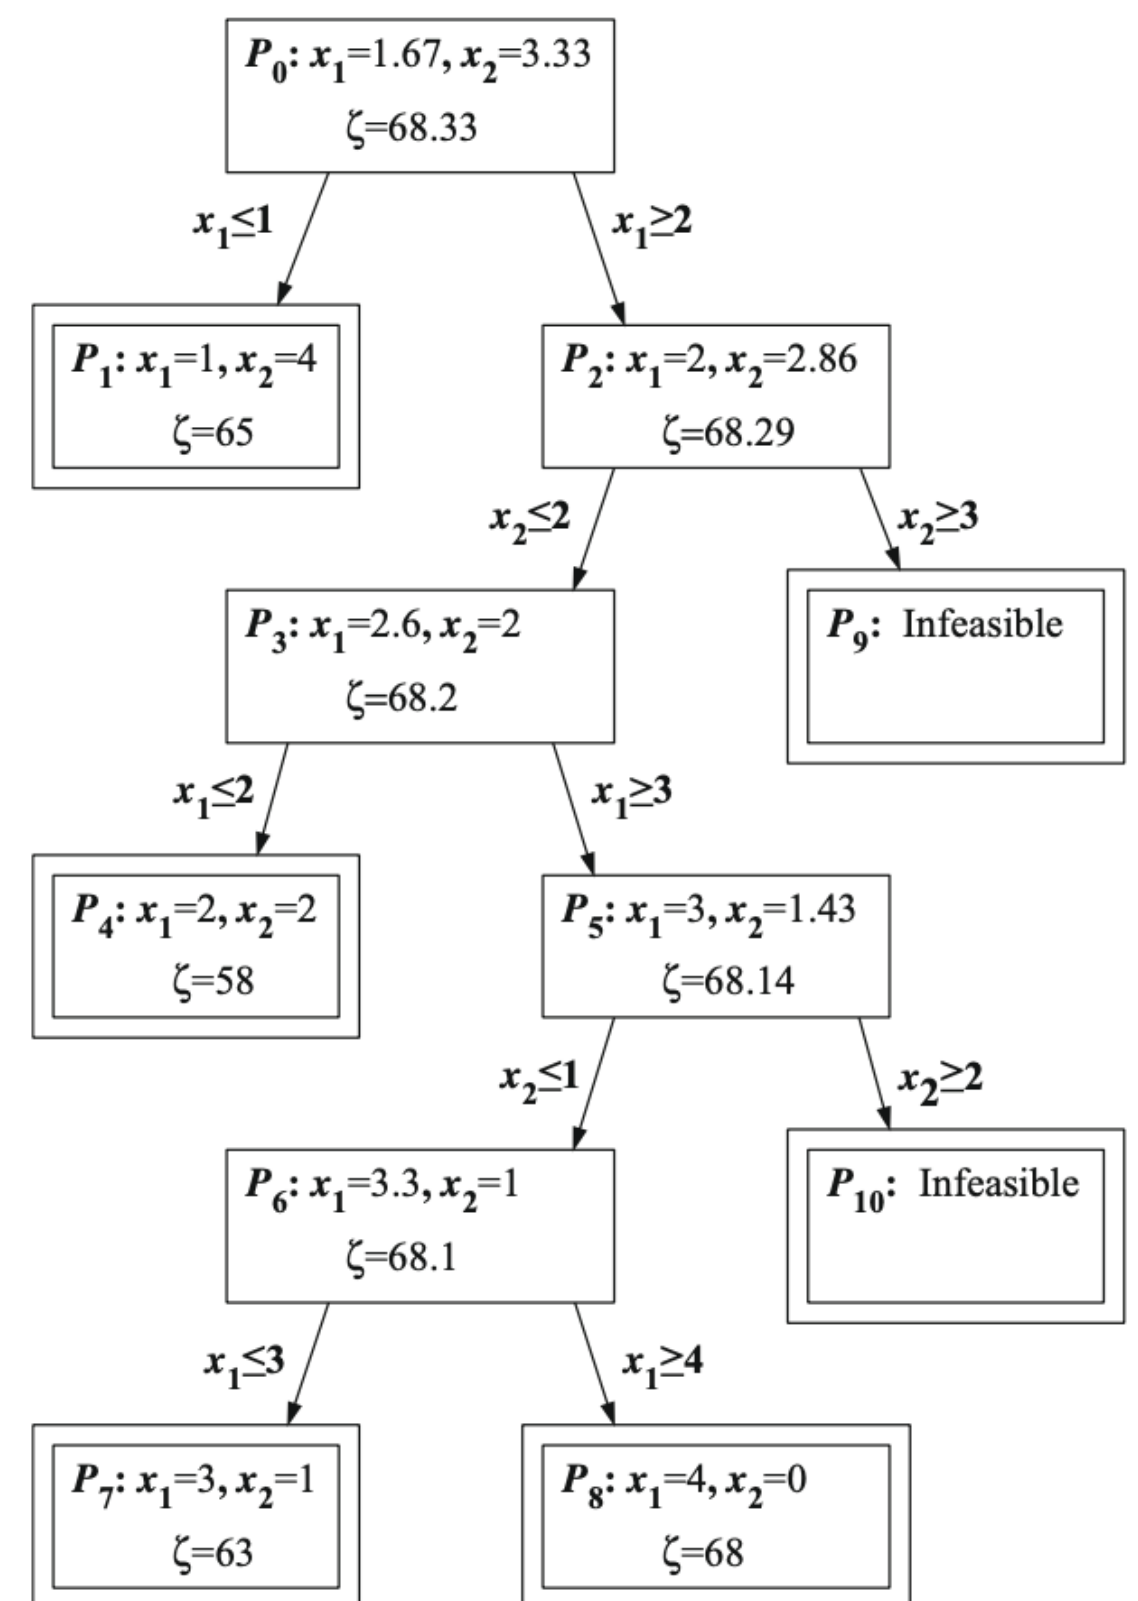 P₀: x₁=1.67, x₂=3.33
ζ=68.33
x₁≤1
x₁≥2
P₁: x₁=1, x₂=4
ζ=65
P₂: x₁=2, x₂=2.86
ζ=68.29
x₂≤2
x₂≥3
P₃: x₁=2.6, x₂=2
ζ=68.2
P₉: Infeasible
x₁≤2
x₁≥3
P₄: x₁=2, x₂=2
ζ=58
P₅: x₁=3, x₂=1.43
ζ=68.14
x₂≤1
x₂≥2
P₆: x₁=3.3, x₂=1
ζ=68.1
P₁₀: Infeasible
x₁≤3
x₁≥4
P₇: x₁=3, x₂=1
ζ=63
P₈: x₁=4, x₂=0
ζ=68